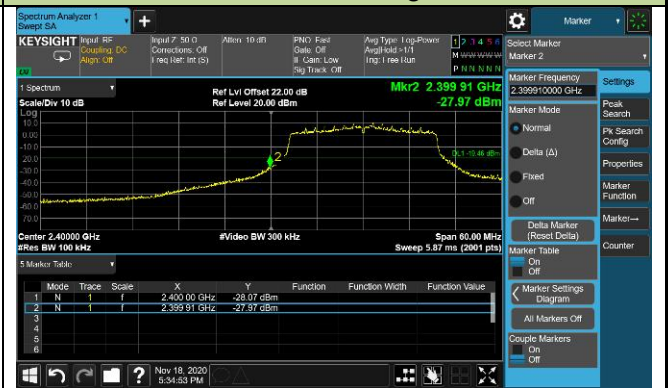 Spectrum Analyzer 1
Swept SA
Marker
KEYSIGHT
Input: RF
Coupling: DC
Align: Off
Input Z: 50 Ω
Corrections: Off
Freq Ref: Int (S)
Atten: 10 dB
PNO: Fast
Gate: Off
IF Gain: Low
Sig Track: Off
Avg Type: Log-Power
Avg|Hold:>1/1
Trig: Free Run
1 2 3 4 5 6
M W W W W W
P N N N N N
Select Marker
Marker 2
1 Spectrum
Scale/Div 10 dB
Log
Ref Lvl Offset 22.00 dB
Ref Level 20.00 dBm
Mkr2 2.399 91 GHz
-27.97 dBm
10.0
0.00
-10.0
-20.0
-30.0
-40.0
-50.0
-60.0
-70.0
2
DL1 -19.46 dBm
Center 2.40000 GHz
#Res BW 100 kHz
#Video BW 300 kHz
Span 60.00 MHz
Sweep 5.87 ms (2001 pts)
Marker Frequency
2.399910000 GHz
Marker Mode
Normal
Delta (Δ)
Fixed
Off
Delta Marker
(Reset Delta)
Marker Table
On
Off
Marker Settings
Diagram
All Markers Off
Couple Markers
On
Off
Settings
Peak
Search
Pk Search
Config
Properties
Marker
Function
Marker→
Counter
5 Marker Table
Mode Trace Scale X Y Function Function Width Function Value
1 N 1 f 2.400 00 GHz -28.07 dBm
2 N 1 f 2.399 91 GHz -27.97 dBm
3
4
5
6
?
Nov 18, 2020
5:34:53 PM